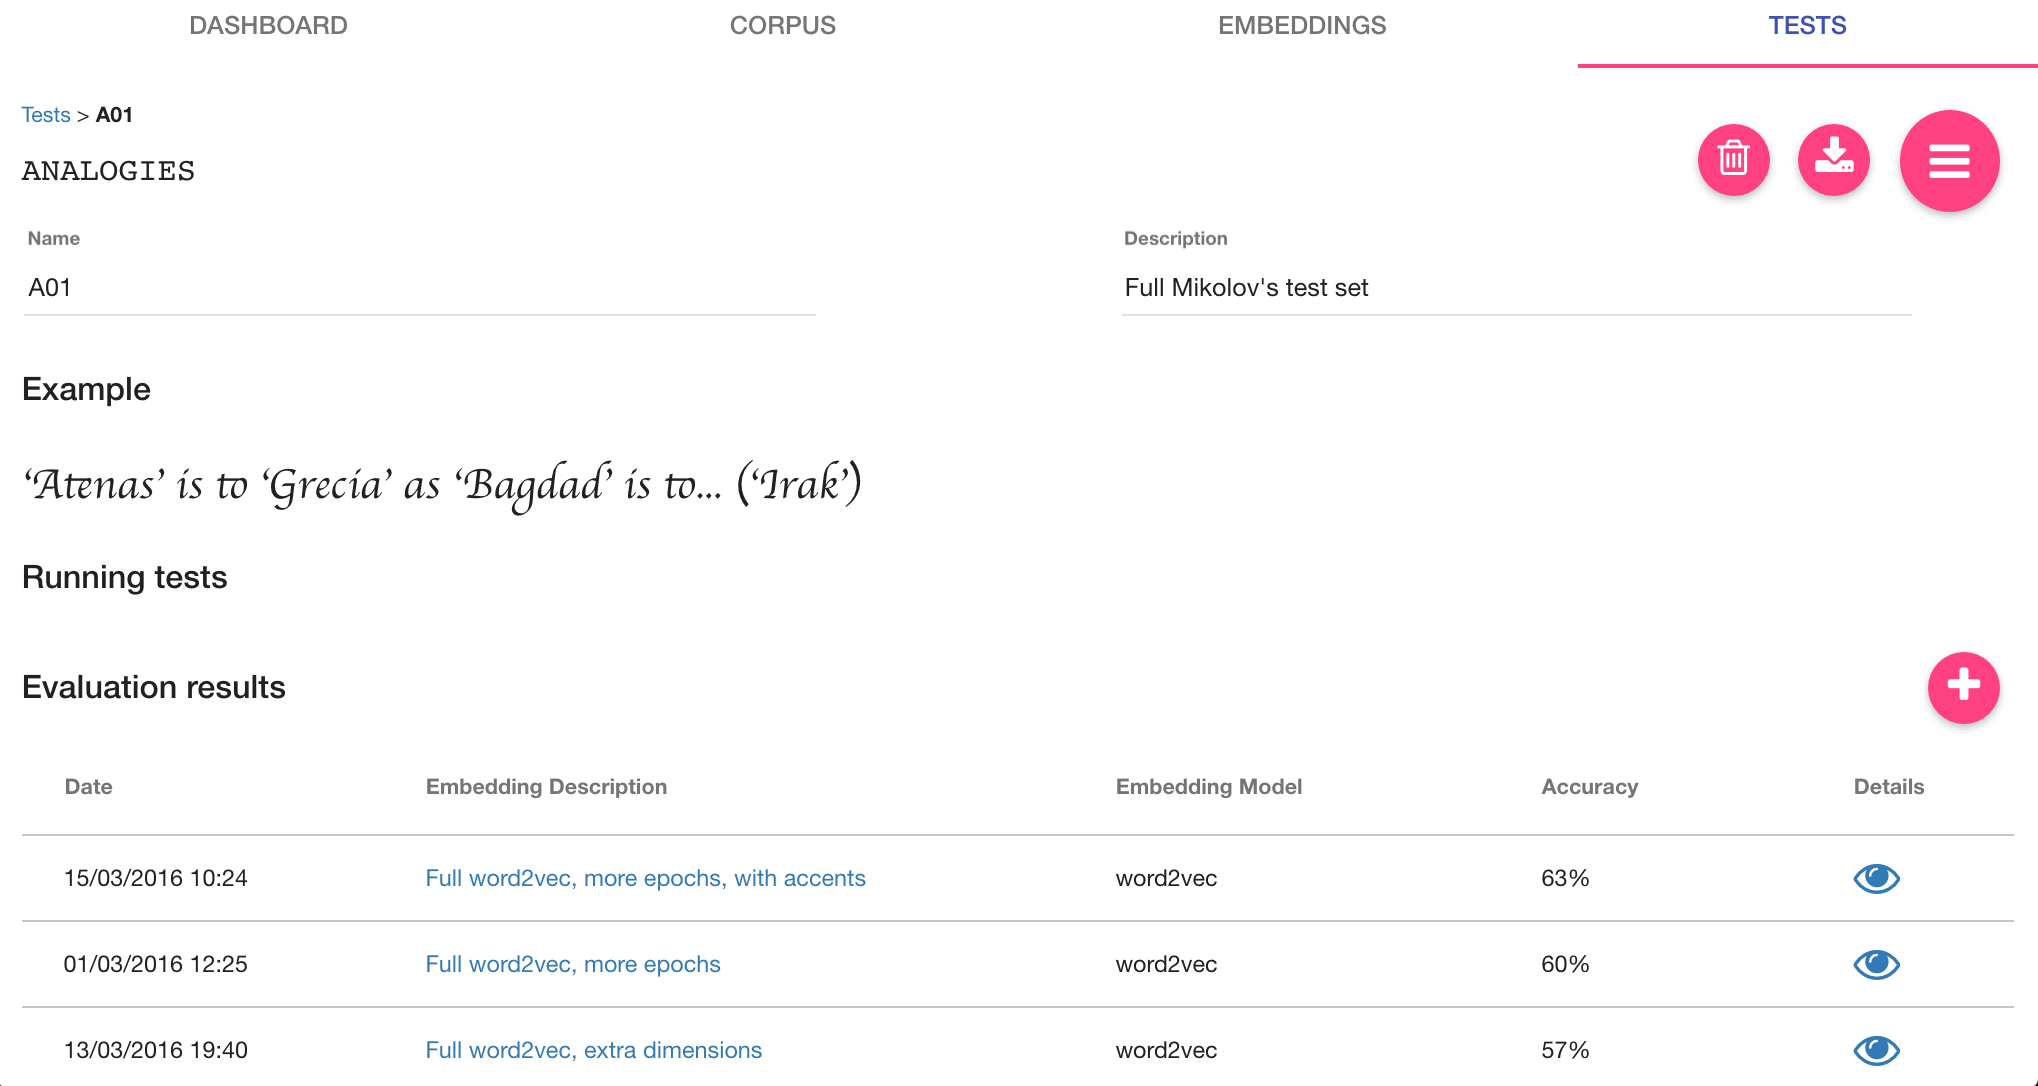 DASHBOARD CORPUS EMBEDDINGS TESTS
Tests > A01
ANALOGIES
Name Description
A01 Full Mikolov's test set
Example
‘Atenas’ is to ‘Grecia’ as ‘Bagdad’ is to... (‘Irak’)
Running tests
Evaluation results
Date Embedding Description Embedding Model Accuracy Details
15/03/2016 10:24 Full word2vec, more epochs, with accents word2vec 63%
01/03/2016 12:25 Full word2vec, more epochs word2vec 60%
13/03/2016 19:40 Full word2vec, extra dimensions word2vec 57%